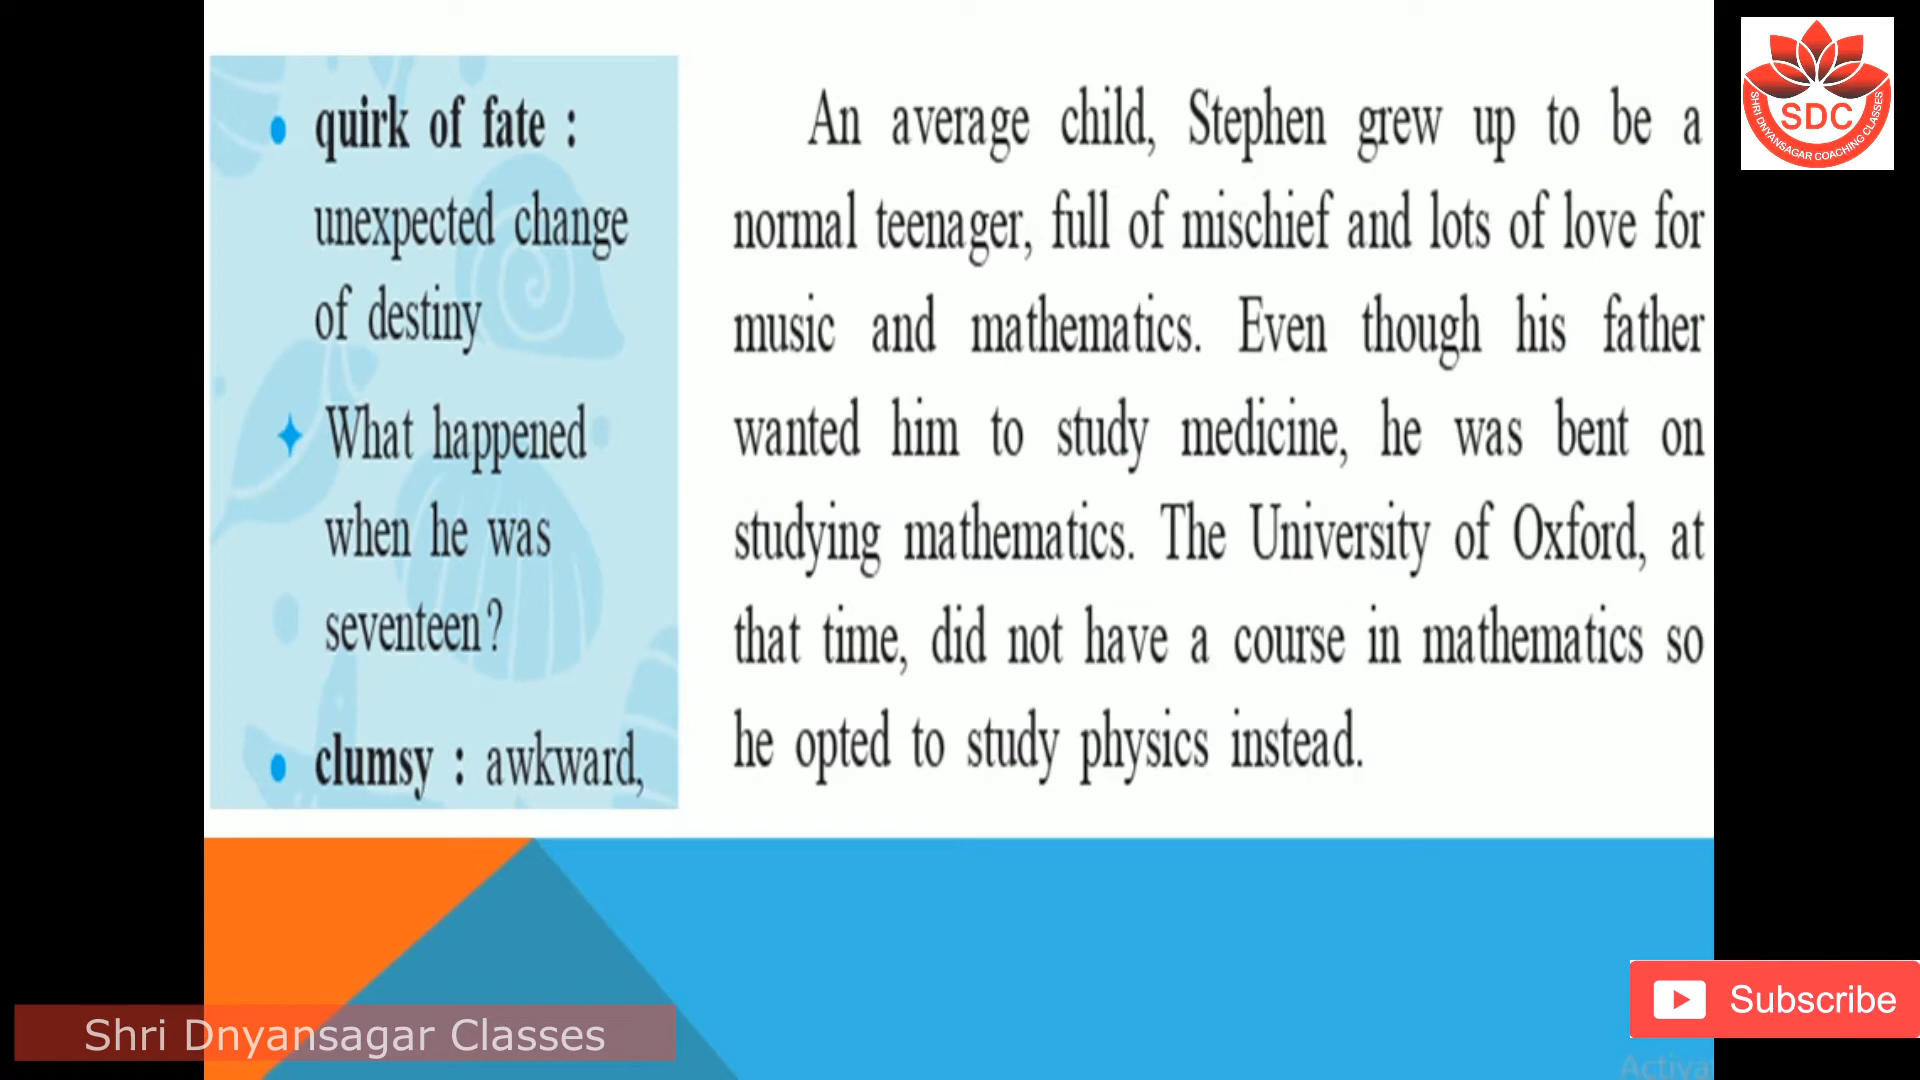 quirk of fate :
unexpected change
of destiny
What happened
when he was
seventeen?
clumsy : awkward,
An average child, Stephen grew up to be a
normal teenager, full of mischief and lots of love for
music and mathematics. Even though his father
wanted him to study medicine, he was bent on
studying mathematics. The University of Oxford, at
that time, did not have a course in mathematics so
he opted to study physics instead.
SDC
SHRI DNYANSAGAR COACHING CLASSES
Subscribe
Shri Dnyansagar Classes
Activa